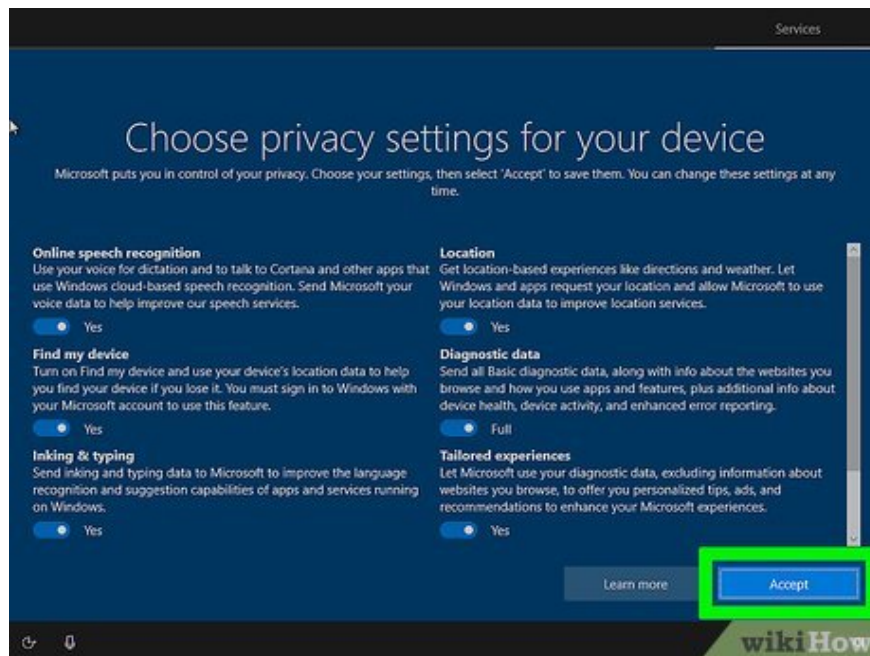 Services
Choose privacy settings for your device
Microsoft puts you in control of your privacy. Choose your settings, then select 'Accept' to save them. You can change these settings at any
time.
Online speech recognition
Use your voice for dictation and to talk to Cortana and other apps that
use Windows cloud-based speech recognition. Send Microsoft your
voice data to help improve our speech services.
Yes
Find my device
Turn on Find my device and use your device's location data to help
you find your device if you lose it. You must sign in to Windows with
your Microsoft account to use this feature.
Yes
Inking & typing
Send inking and typing data to Microsoft to improve the language
recognition and suggestion capabilities of apps and services running
on Windows.
Yes
Location
Get location-based experiences like directions and weather. Let
Windows and apps request your location and allow Microsoft to use
your location data to improve location services.
Yes
Diagnostic data
Send all Basic diagnostic data, along with info about the websites you
browse and how you use apps and features, plus additional info about
device health, device activity, and enhanced error reporting.
Full
Tailored experiences
Let Microsoft use your diagnostic data, excluding information about
websites you browse, to offer you personalized tips, ads, and
recommendations to enhance your Microsoft experiences.
Yes
Learn more
Accept
wikiHow